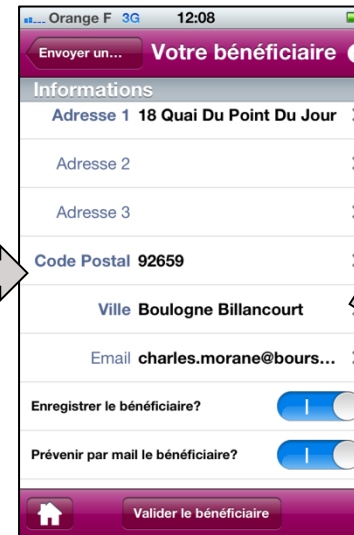 Orange F 3G 12:08
Envoyer un... Votre bénéficiaire
Informations
Adresse 1 18 Quai Du Point Du Jour
Adresse 2
Adresse 3
Code Postal 92659
Ville Boulogne Billancourt
Email charles.morane@bours...
Enregistrer le bénéficiaire?
Prévenir par mail le bénéficiaire?
Valider le bénéficiaire